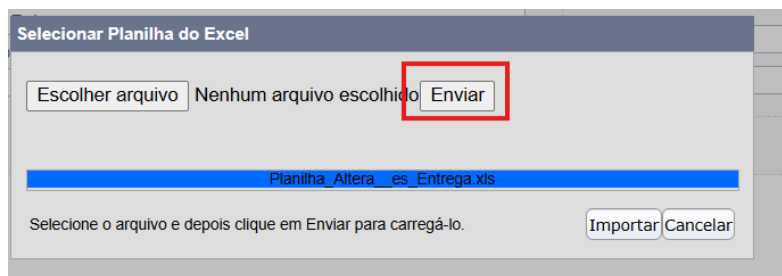 Selecionar Planilha do Excel
Escolher arquivo Nenhum arquivo escolhido Enviar
Planilha_Altera__es_Entrega.xls
Selecione o arquivo e depois clique em Enviar para carregá-lo.
Importar Cancelar